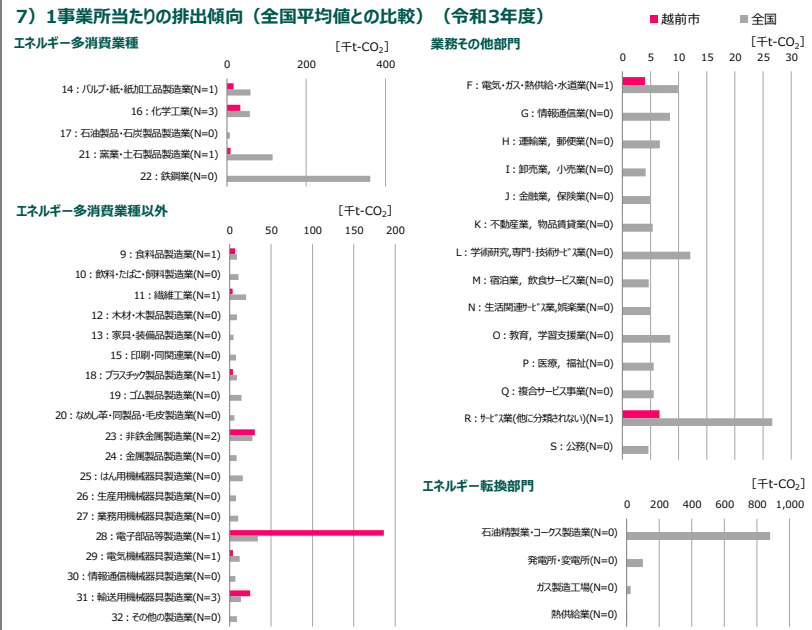 7）1事業所当たりの排出傾向（全国平均値との比較）（令和3年度）
越前市 全国
エネルギー多消費業種
[千t-CO2]
0 200 400
14：パルプ・紙・紙加工品製造業(N=1)
16：化学工業(N=3)
17：石油製品・石炭製品製造業(N=0)
21：窯業・土石製品製造業(N=1)
22：鉄鋼業(N=0)
エネルギー多消費業種以外
[千t-CO2]
0 50 100 150 200
9：食料品製造業(N=1)
10：飲料・たばこ・飼料製造業(N=0)
11：繊維工業(N=1)
12：木材・木製品製造業(N=0)
13：家具・装備品製造業(N=0)
15：印刷・同関連業(N=0)
18：プラスチック製品製造業(N=1)
19：ゴム製品製造業(N=0)
20：なめし革・同製品・毛皮製造業(N=0)
23：非鉄金属製造業(N=2)
24：金属製品製造業(N=0)
25：はん用機械器具製造業(N=0)
26：生産用機械器具製造業(N=0)
27：業務用機械器具製造業(N=0)
28：電子部品等製造業(N=1)
29：電気機械器具製造業(N=1)
30：情報通信機械器具製造業(N=0)
31：輸送用機械器具製造業(N=3)
32：その他の製造業(N=0)
業務その他部門
[千t-CO2]
0 5 10 15 20 25 30
F：電気・ガス・熱供給・水道業(N=1)
G：情報通信業(N=0)
H：運輸業，郵便業(N=0)
I：卸売業，小売業(N=0)
J：金融業，保険業(N=0)
K：不動産業，物品賃貸業(N=0)
L：学術研究,専門・技術サービス業(N=0)
M：宿泊業，飲食サービス業(N=0)
N：生活関連サービス業,娯楽業(N=0)
O：教育，学習支援業(N=0)
P：医療，福祉(N=0)
Q：複合サービス事業(N=0)
R：サービス業(他に分類されない)(N=1)
S：公務(N=0)
エネルギー転換部門
[千t-CO2]
0 200 400 600 800 1,000
石油精製業・コークス製造業(N=0)
発電所・変電所(N=0)
ガス製造工場(N=0)
熱供給業(N=0)